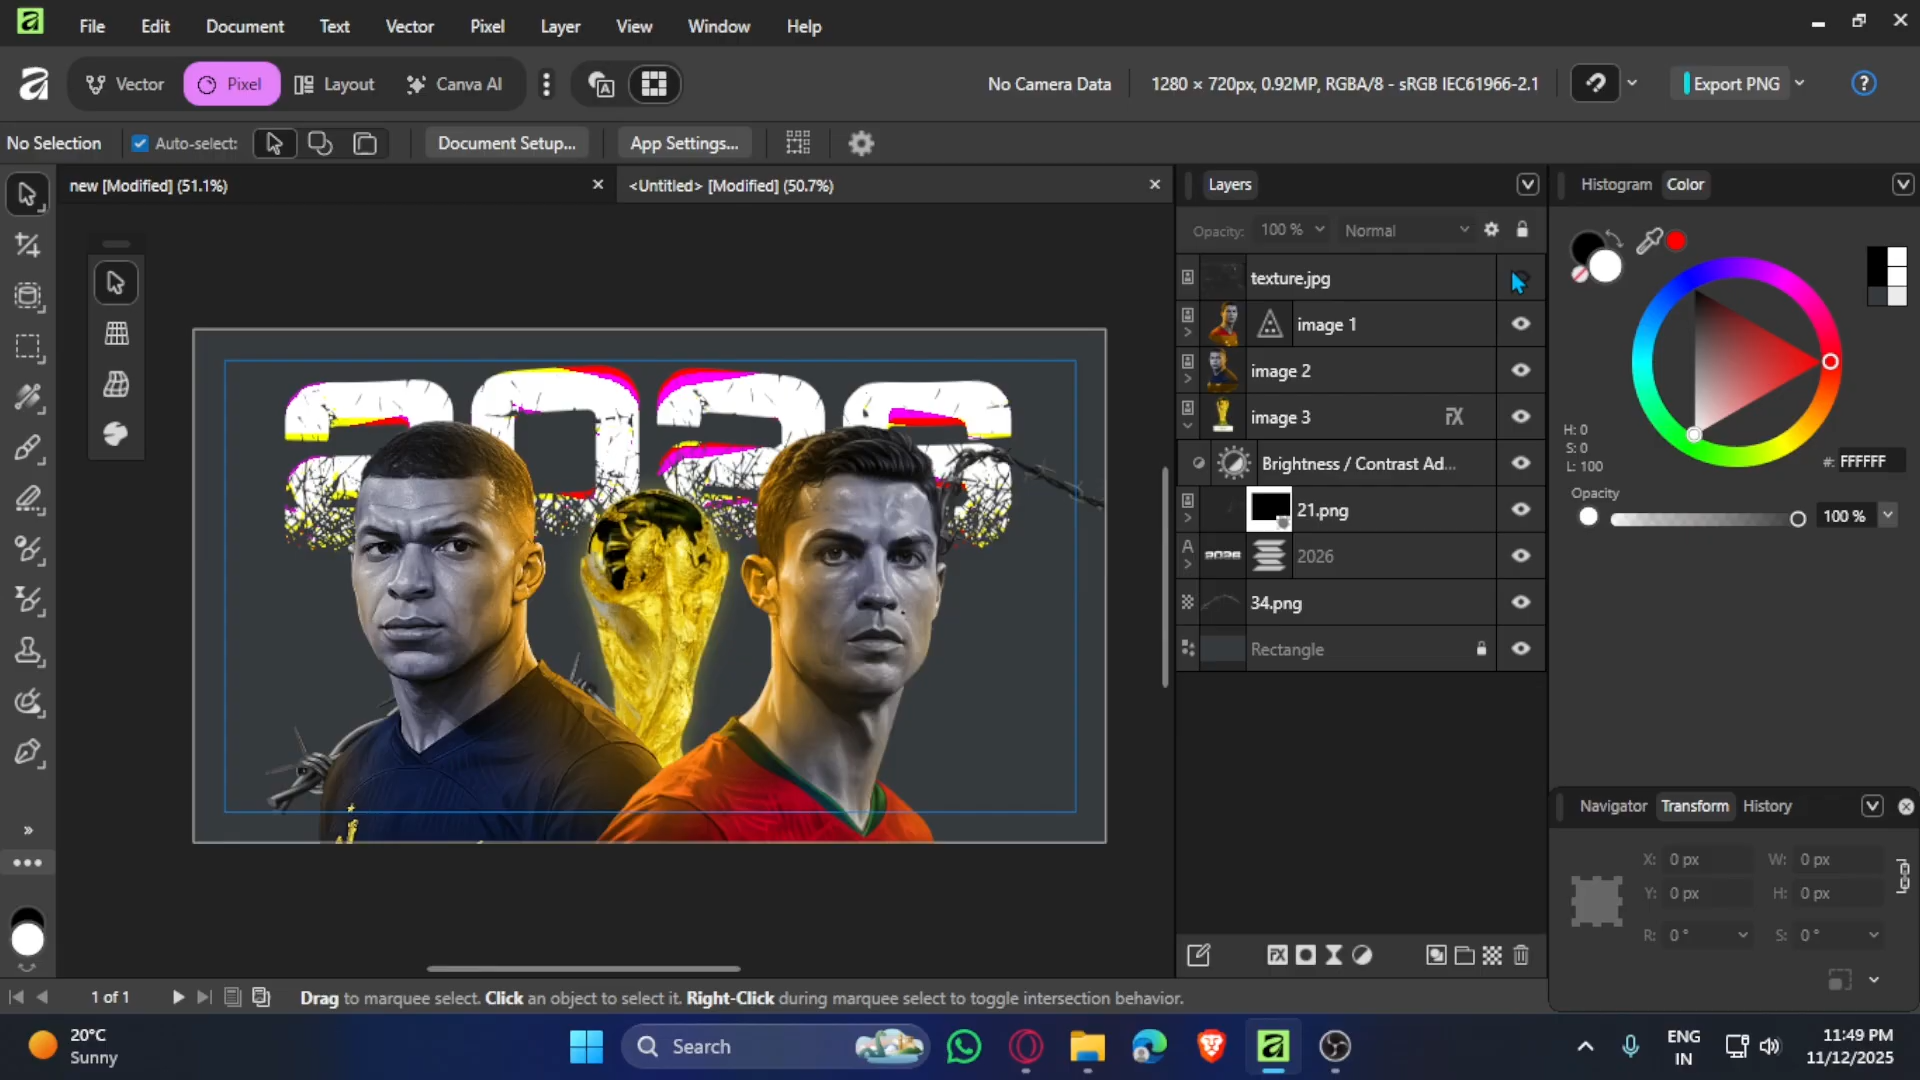 File Edit Document Text Vector Pixel Layer View Window Help
Vector Pixel Layout Canva AI No Camera Data 1280 × 720px, 0.92MP, RGBA/8 - sRGB IEC61966-2.1 Export PNG ?
No Selection Auto-select: Document Setup... App Settings...
new [Modified] (51.1%) <Untitled> [Modified] (50.7%)
Layers
Histogram Color
Opacity: 100 % Normal
texture.jpg
image 1
image 2
image 3
Brightness / Contrast Ad...
21.png
2026
34.png
Rectangle
2026
H: 0
S: 0
L: 100
#: FFFFFF
Opacity
100 %
Navigator Transform History
X: 0 px W: 0 px
Y: 0 px H: 0 px
R: 0 ° S: 0 °
1 of 1 Drag to marquee select. Click an object to select it. Right-Click during marquee select to toggle intersection behavior.
20°C
Sunny
Search
ENG
IN
11:49 PM
11/12/2025